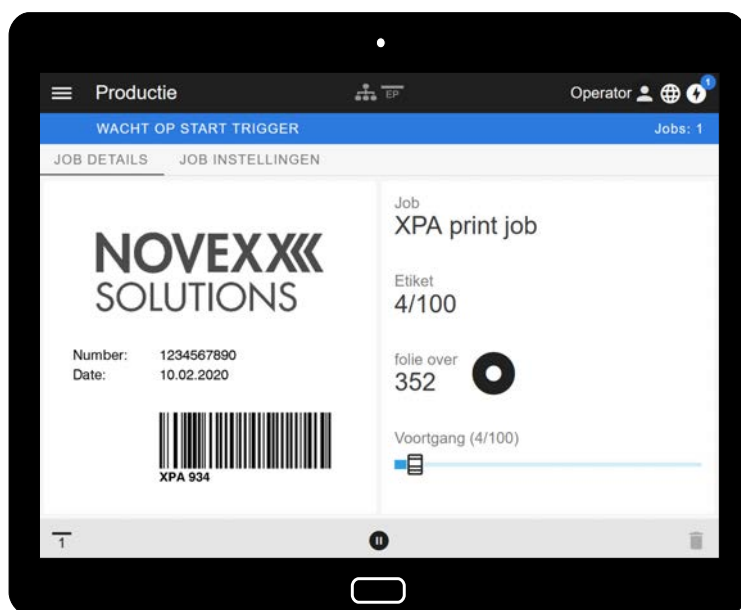 Productie
EP
Operator
1
WACHT OP START TRIGGER
Jobs: 1
JOB DETAILS
JOB INSTELLINGEN
NOVEXX
SOLUTIONS
Number: 1234567890
Date: 10.02.2020
XPA 934
Job
XPA print job
Etiket
4/100
folie over
352
Voortgang (4/100)
1